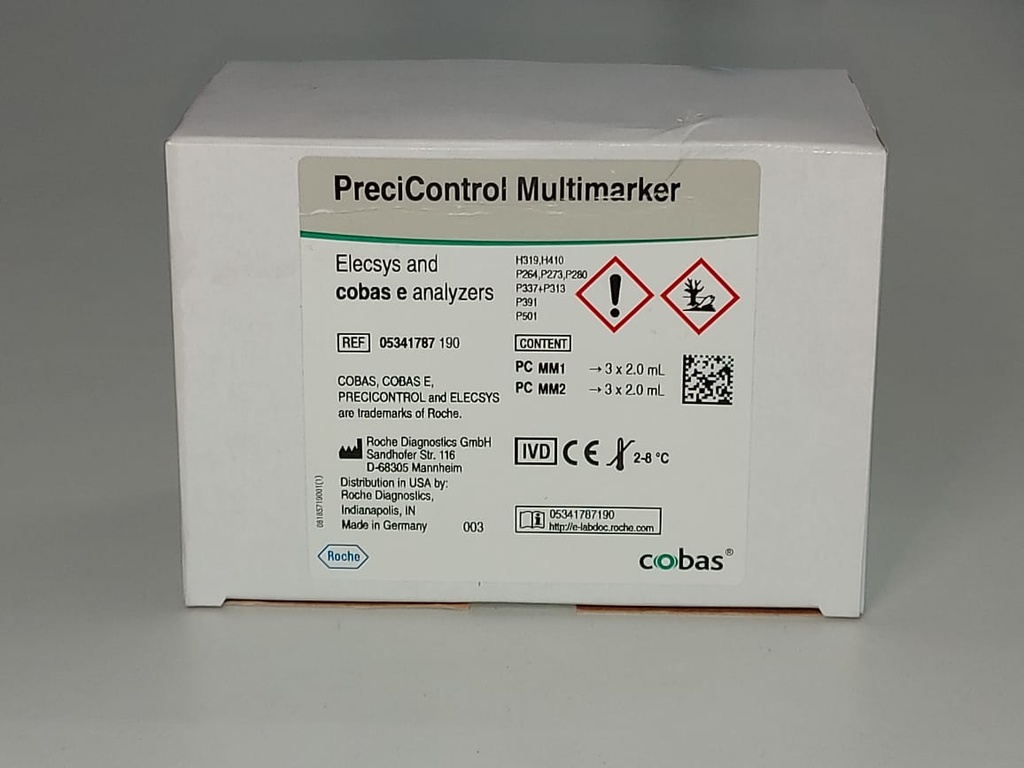 PreciControl Multimarker
Elecsys and
cobas e analyzers
REF 05341787 190
COBAS, COBAS E,
PRECICONTROL and ELECSYS
are trademarks of Roche.
Roche Diagnostics GmbH
Sandhofer Str. 116
D-68305 Mannheim
Distribution in USA by:
Roche Diagnostics,
Indianapolis, IN
Made in Germany 003
Roche
H319,H410
P264,P273,P280
P337+P313
P391
P501
CONTENT
PC MM1 → 3 x 2.0 mL
PC MM2 → 3 x 2.0 mL
IVD CE 2-8 °C
05341787190
http://e-labdoc.roche.com
cobas®